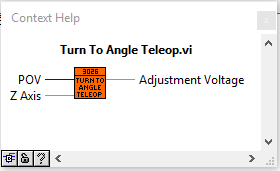 Context Help
x
Turn To Angle Teleop.vi
POV
Z Axis
3026
TURN TO
ANGLE
TELEOP
Adjustment Voltage
?